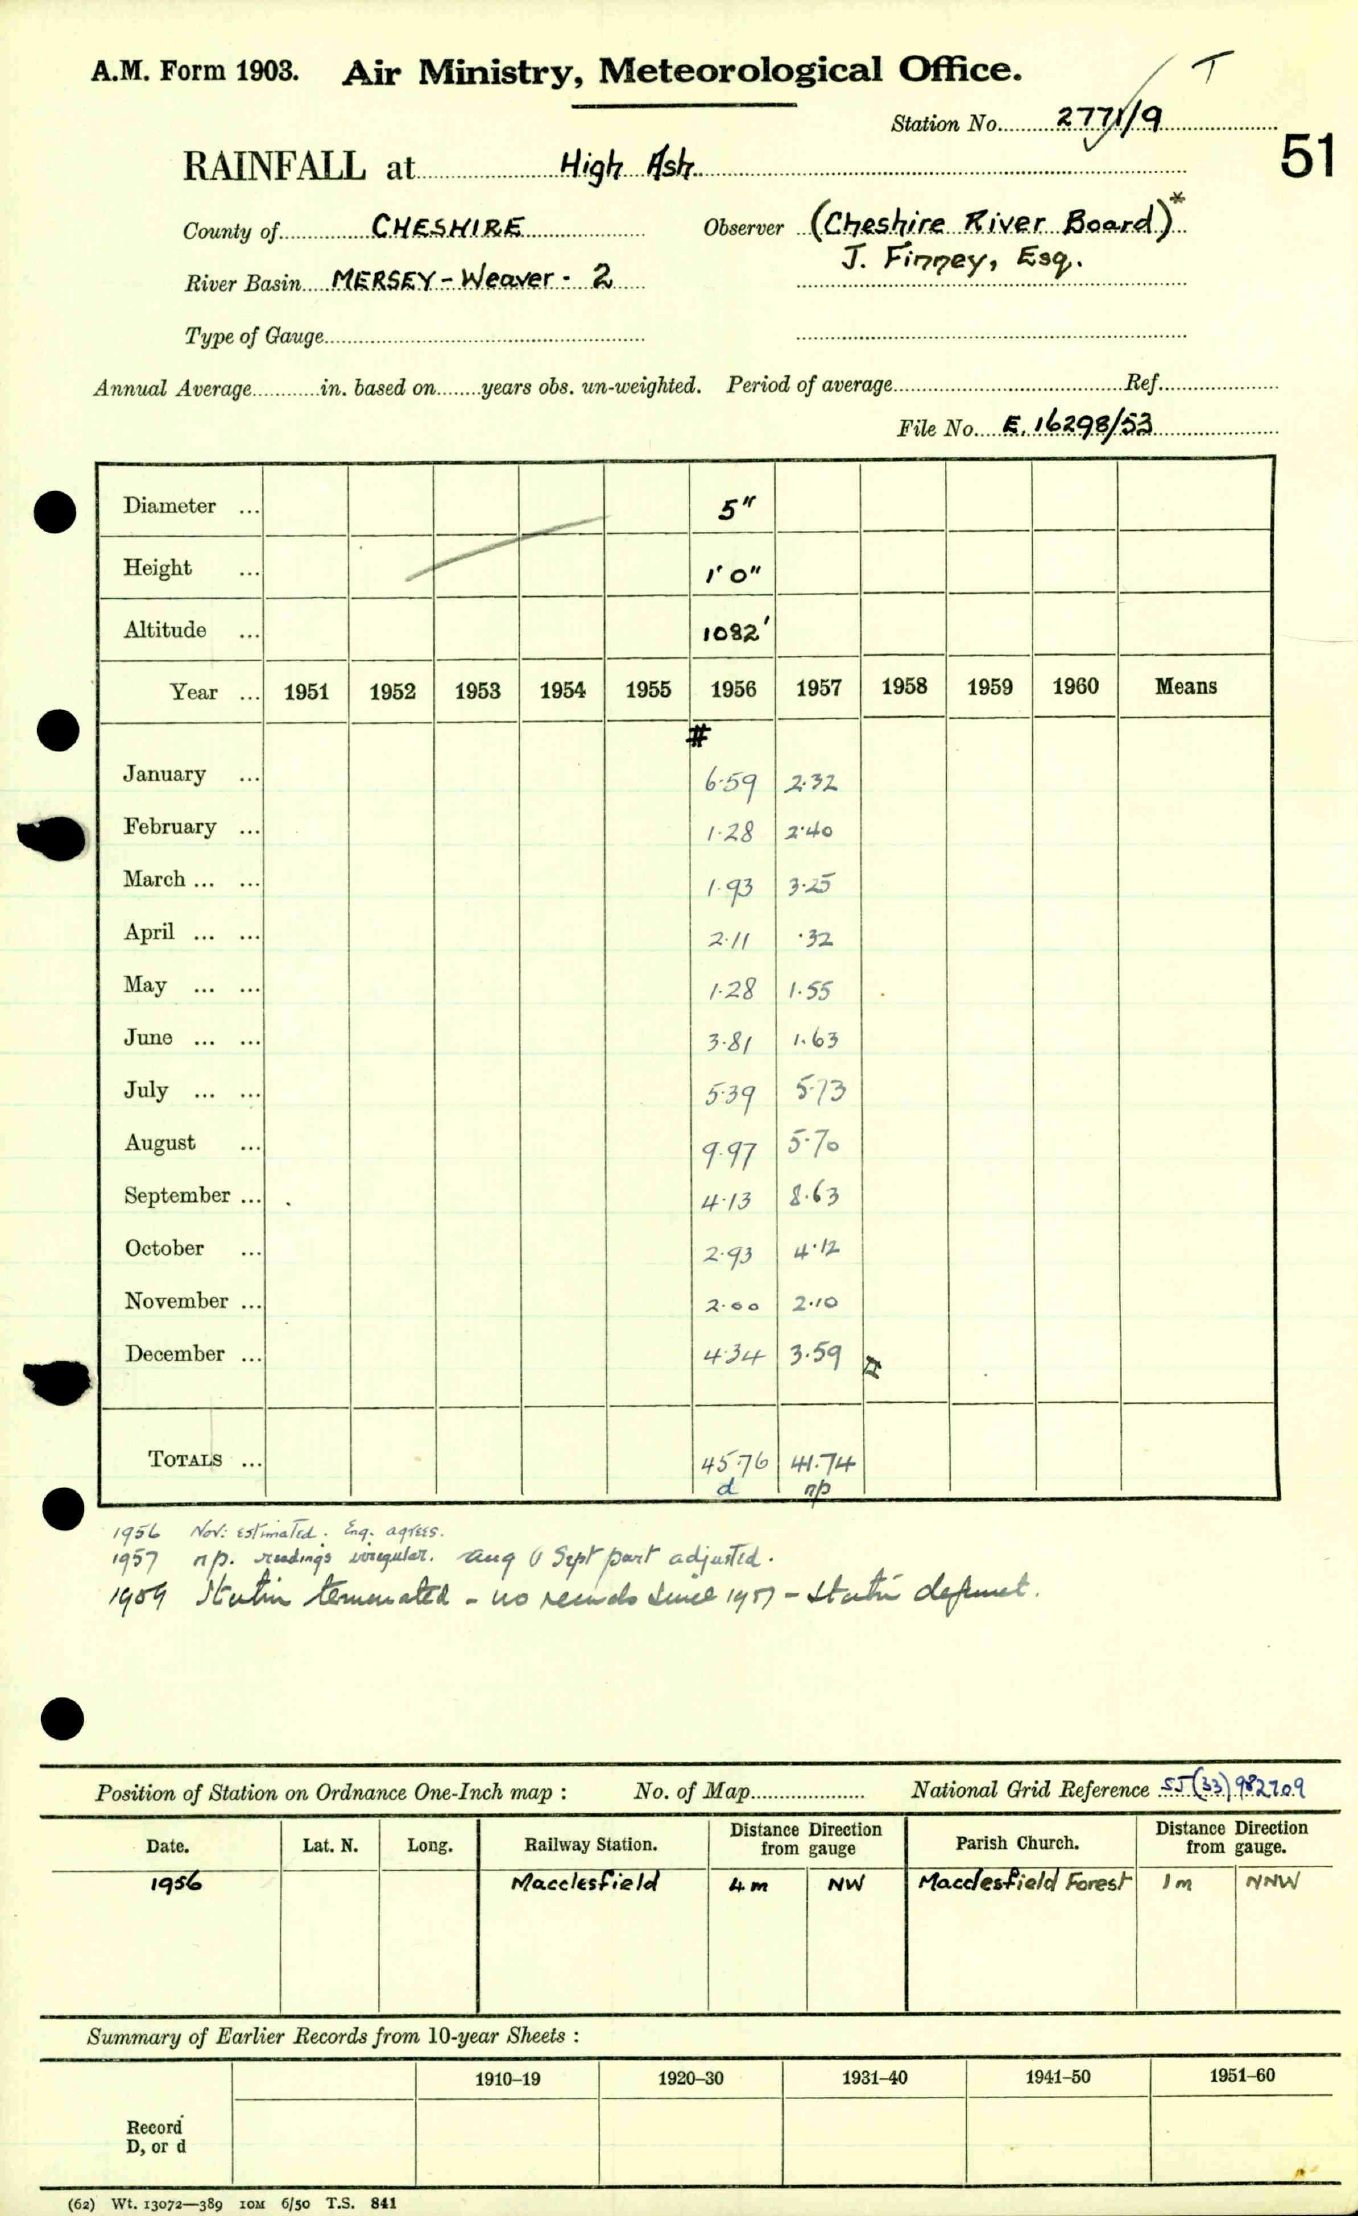 A.M. Form 1903. Air Ministry, Meteorological Office. T
Station No. 2771/9
51
RAINFALL at High Ash
County of CHESHIRE Observer (Cheshire River Board)*
J. Finney, Esq.
River Basin MERSEY - Weaver - 2
Type of Gauge
Annual Average in. based on years obs. un-weighted. Period of average Ref.
File No. E. 16298/53
Diameter ... 5"
Height ... 1' 0"
Altitude ... 1082'
Year ... 1951 1952 1953 1954 1955 1956 1957 1958 1959 1960 Means
#
January ... 6·59 2·32
February ... 1·28 2·40
March ... ... 1·93 3·25
April ... ... 2·11 ·32
May ... ... 1·28 1·55
June ... ... 3·81 1·63
July ... ... 5·39 5·73
August ... 9·97 5·70
September ... 4·13 8·63
October ... 2·93 4·12
November ... 2·00 2·10
December ... 4·34 3·59 #
TOTALS ... 45·76 41·74
d np
1956 Nov: estimated. Eng. agrees.
1957 np. readings irregular. Aug & Sept part adjusted.
1959 Station terminated - no records since 1957 - station defunct.
Position of Station on Ordnance One-Inch map : No. of Map National Grid Reference SJ(33) 982709
Date. Lat. N. Long. Railway Station. Distance Direction from gauge Parish Church. Distance Direction from gauge.
1956 Macclesfield 4 m NW Macclesfield Forest 1 m NNW
Summary of Earlier Records from 10-year Sheets :
1910–19 1920–30 1931–40 1941–50 1951–60
Record
D, or d
(62) Wt. 13072—389 10M 6/50 T.S. 841